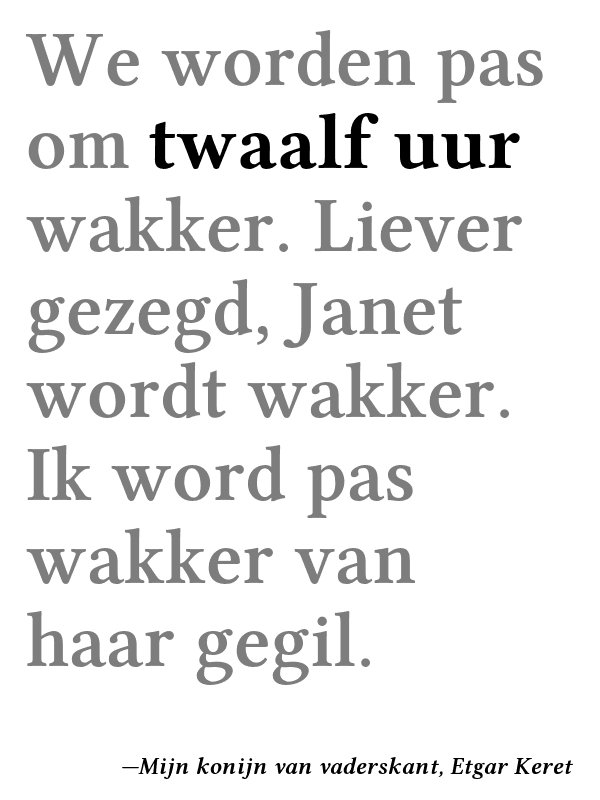 We worden pas
om twaalf uur
wakker. Liever
gezegd, Janet
wordt wakker.
Ik word pas
wakker van
haar gegil.
—Mijn konijn van vaderskant, Etgar Keret